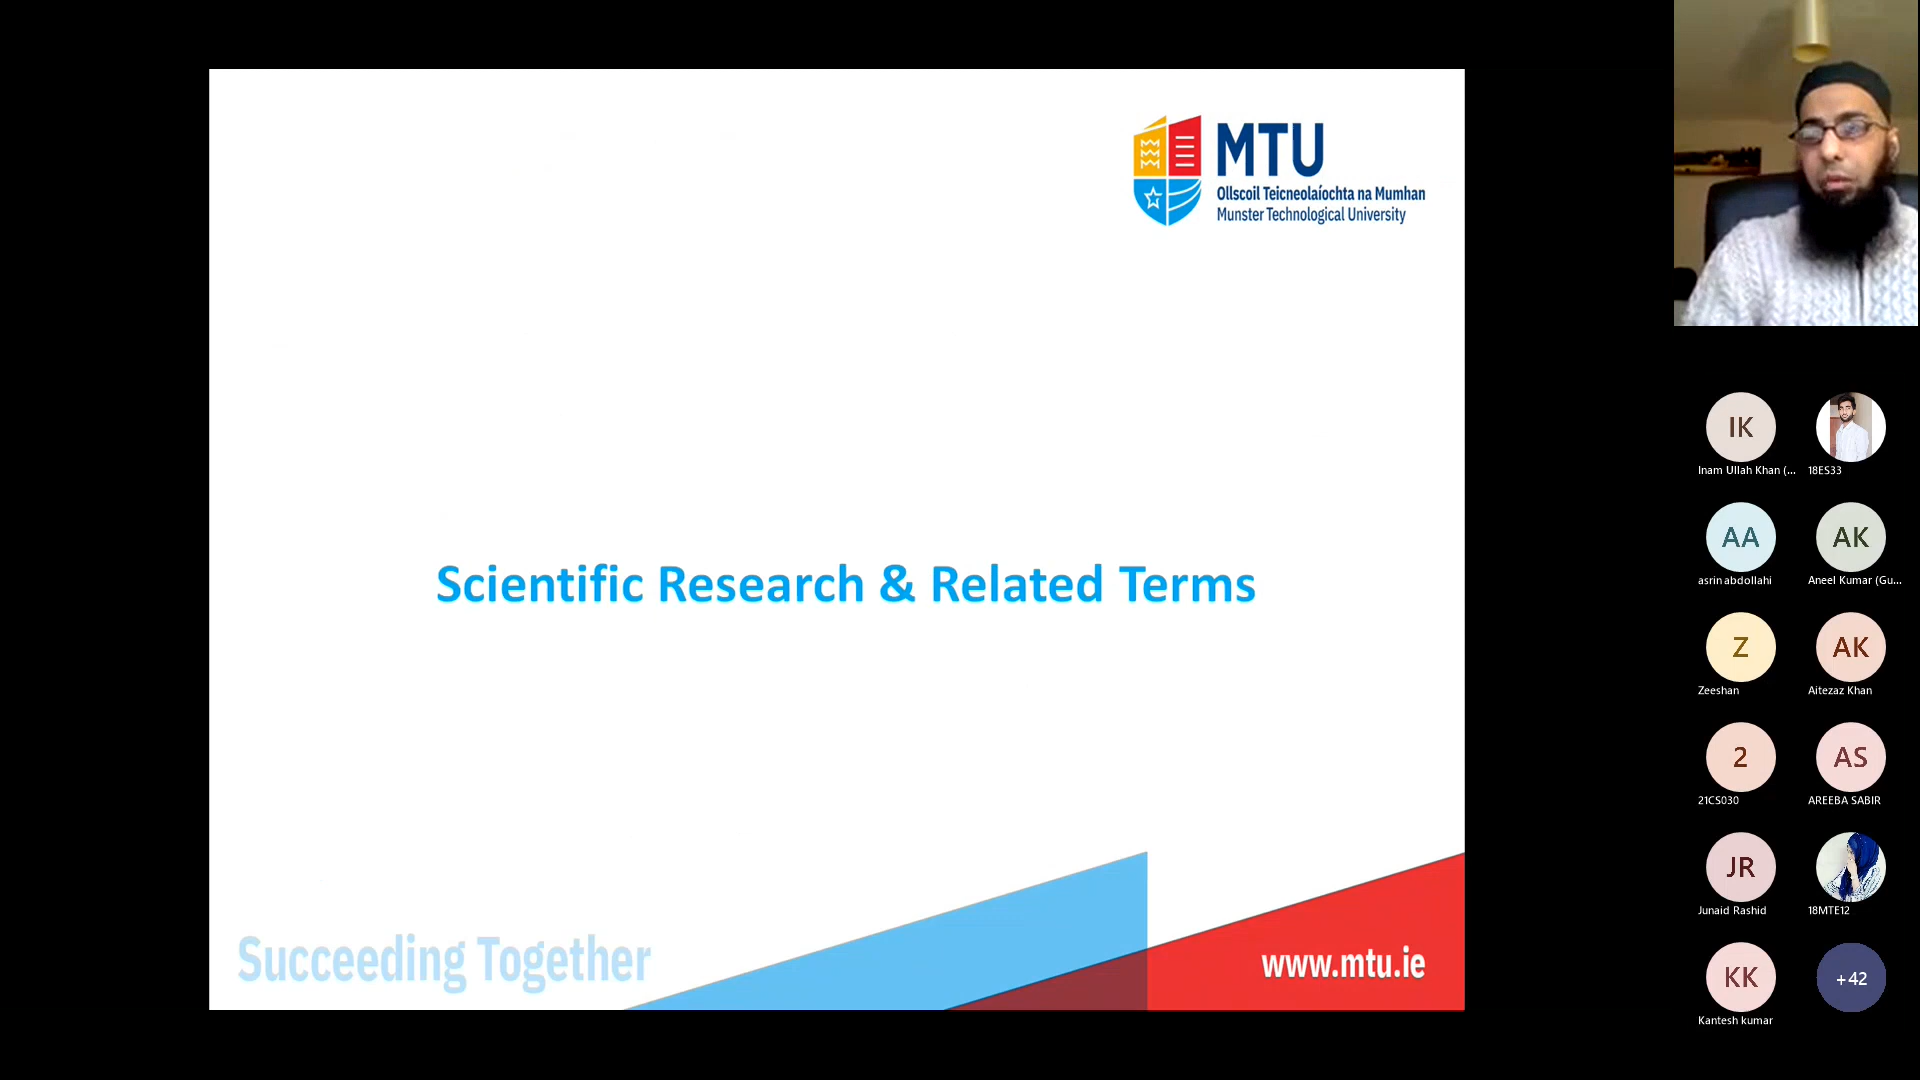 MTU
Ollscoil Teicneolaíochta na Mumhan
Munster Technological University
Scientific Research & Related Terms
Succeeding Together
www.mtu.ie
IK
Inam Ullah Khan (...
18ES33
AA
asrin abdollahi
AK
Aneel Kumar (Gu...
Z
Zeeshan
AK
Aitezaz Khan
2
21CS030
AS
AREEBA SABIR
JR
Junaid Rashid
18MTE12
KK
Kantesh kumar
+42